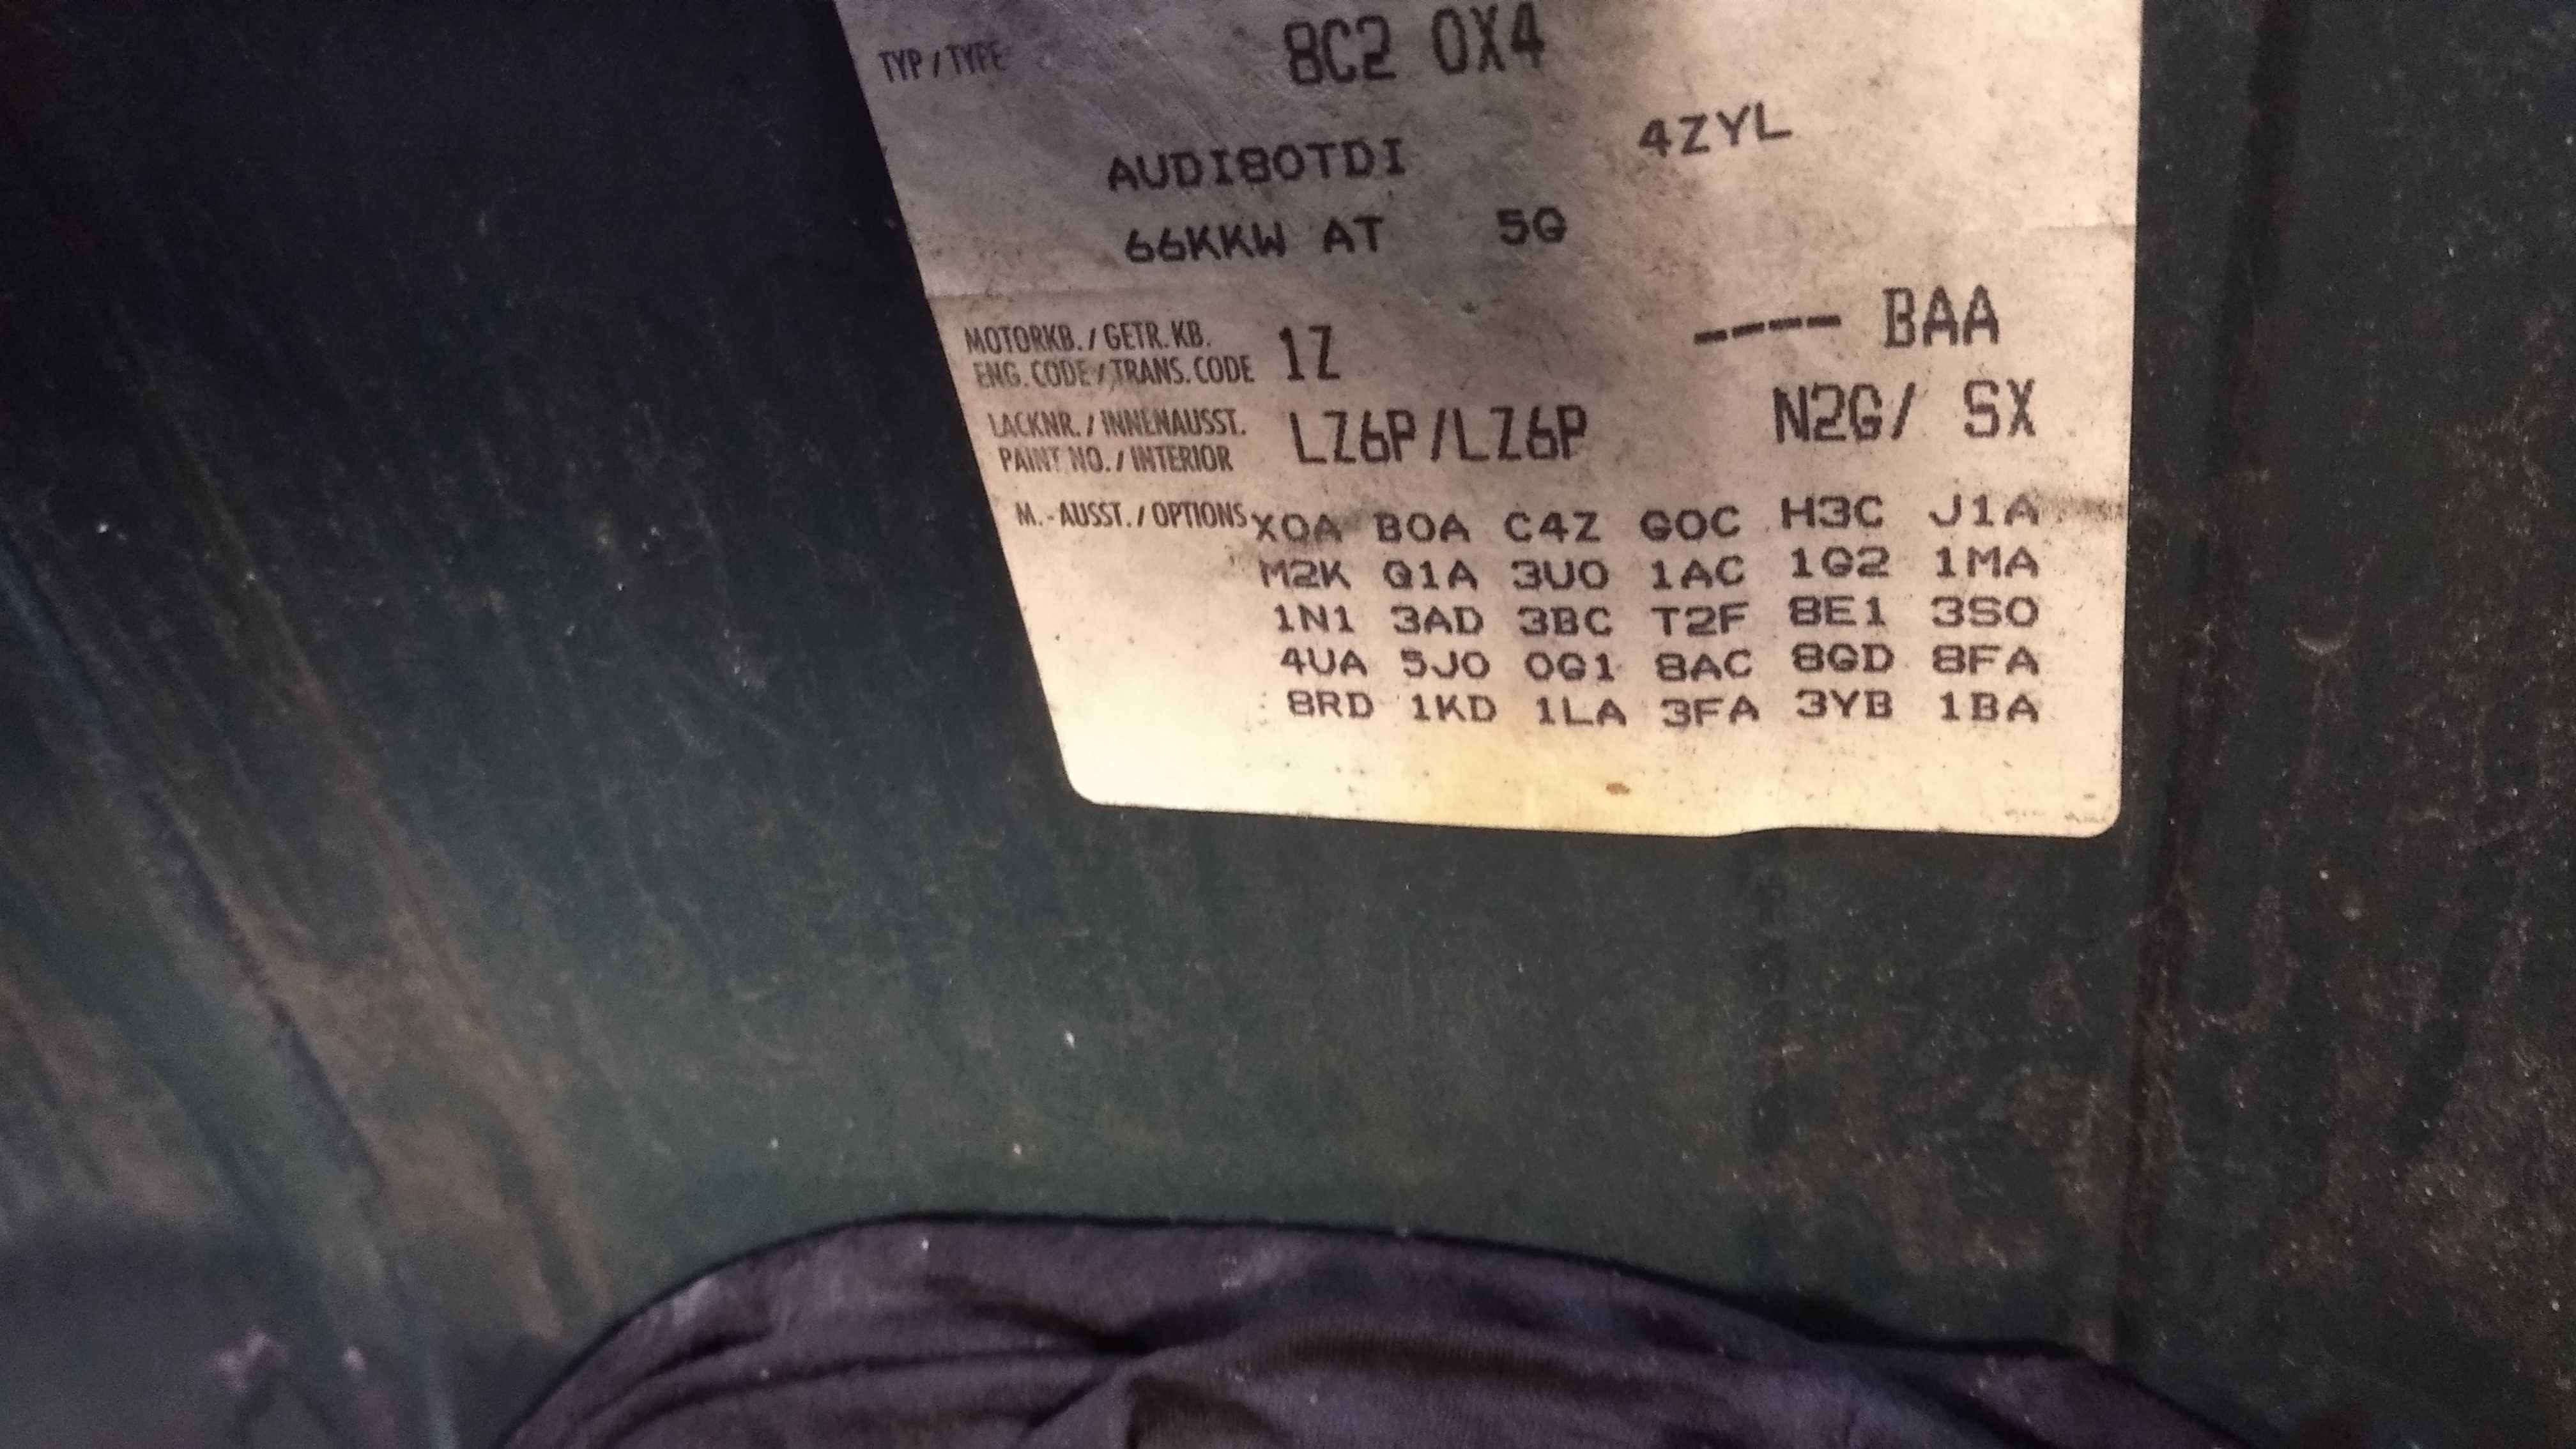 TYP / TYPE 8C2 0X4
AUDI80TDI 4ZYL
66KKW AT 5G
MOTORKB. / GETR. KB.
ENG. CODE / TRANS. CODE 1Z ---- BAA
LACKNR. / INNENAUSST.
PAINT NO. / INTERIOR LZ6P/LZ6P N2G/ SX
M.-AUSST. / OPTIONS X0A B0A C4Z G0C H3C J1A
M2K Q1A 3U0 1AC 1G2 1MA
1N1 3AD 3BC T2F 8E1 3S0
4UA 5J0 0G1 8AC 8GD 8FA
8RD 1KD 1LA 3FA 3YB 1BA